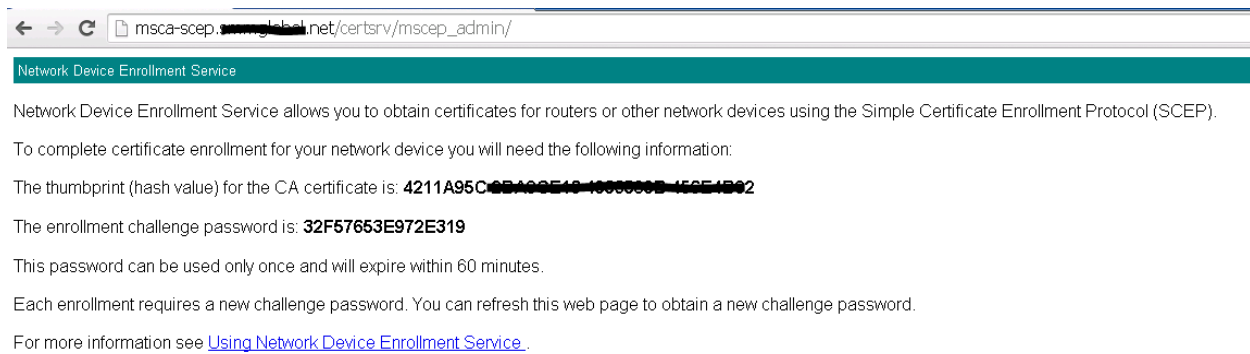 msca-scep..net/certsrv/mscep_admin/
Network Device Enrollment Service
Network Device Enrollment Service allows you to obtain certificates for routers or other network devices using the Simple Certificate Enrollment Protocol (SCEP).
To complete certificate enrollment for your network device you will need the following information:
The thumbprint (hash value) for the CA certificate is: 4211A95C 2
The enrollment challenge password is: 32F57653E972E319
This password can be used only once and will expire within 60 minutes.
Each enrollment requires a new challenge password. You can refresh this web page to obtain a new challenge password.
For more information see Using Network Device Enrollment Service .